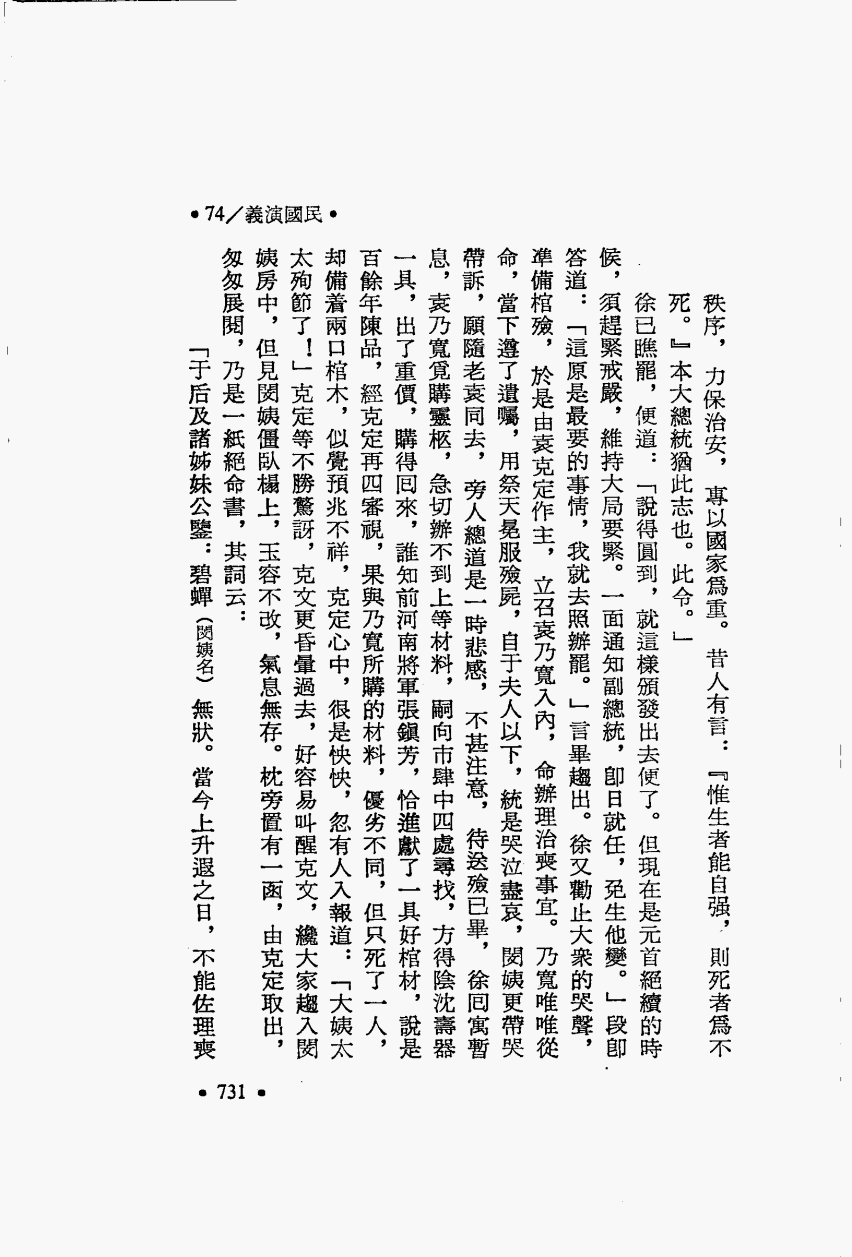 •民國演義/74•
秩序，力保治安，專以國家爲重。昔人有言：『惟生者能自强，則死者爲不
死。』本大總統猶此志也。此令。」
徐已瞧罷，便道：「說得圓到，就這樣頒發出去便了。但現在是元首絕續的時
候，須趕緊戒嚴，維持大局要緊。一面通知副總統，卽日就任，免生他變。」段卽
答道：「這原是最要的事情，我就去照辦罷。」言畢趨出。徐又勸止大衆的哭聲，
準備棺殮，於是由袁克定作主，立召袁乃寬入內，命辦理治喪事宜。乃寬唯唯從
命，當下遵了遺囑，用祭天冕服殮屍，自于夫人以下，統是哭泣盡哀，閔姨更帶哭
帶訴，願隨老袁同去，旁人總道是一時悲感，不甚注意，待送殮已畢，徐囘寓暫
息，袁乃寬覓購靈柩，急切辦不到上等材料，嗣向市肆中四處尋找，方得陰沈壽器
一具，出了重價，購得囘來，誰知前河南將軍張鎭芳，恰進獻了一具好棺材，說是
百餘年陳品，經克定再四審視，果與乃寬所購的材料，優劣不同，但只死了一人，
却備着兩口棺木，似覺預兆不祥，克定心中，很是怏怏，忽有人入報道：「大姨太
太殉節了！」克定等不勝驚訝，克文更昏暈過去，好容易叫醒克文，纔大家趨入閔
姨房中，但見閔姨僵臥榻上，玉容不改，氣息無存。枕旁置有一函，由克定取出，
匆匆展閱，乃是一紙絕命書，其詞云：
「于后及諸姊妹公鑒：碧蟬（閔姨名）無狀。當今上升遐之日，不能佐理喪
•731•